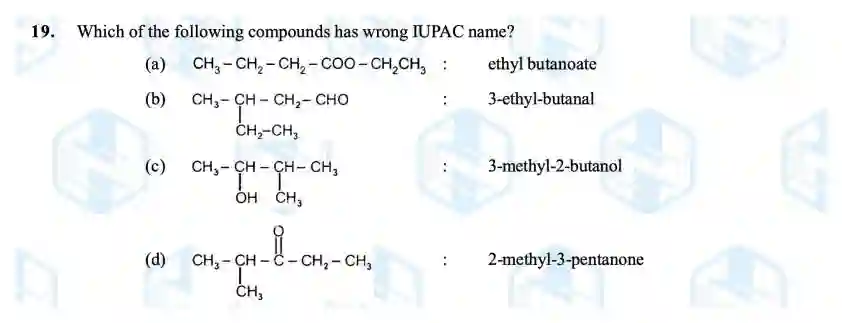 19. Which of the following compounds has wrong IUPAC name?
(a) CH₃ – CH₂ – CH₂ – COO – CH₂CH₃ : ethyl butanoate
(b) CH₃ – CH – CH₂ – CHO : 3-ethyl-butanal
CH₂–CH₃
(c) CH₃ – CH – CH – CH₃ : 3-methyl-2-butanol
OH CH₃
O
(d) CH₃ – CH – C – CH₂ – CH₃ : 2-methyl-3-pentanone
CH₃